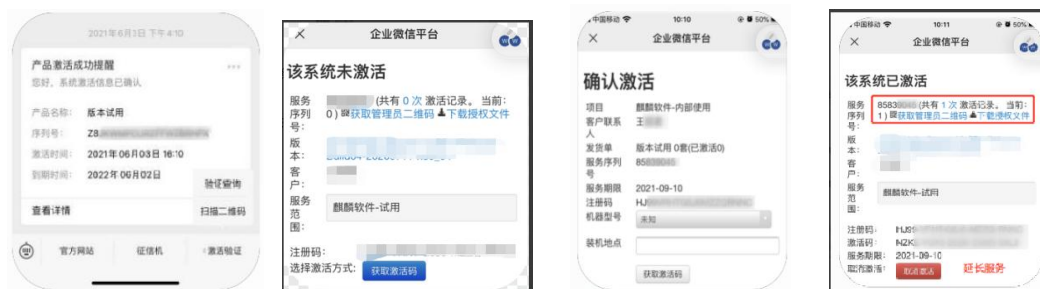 2021年6月3日 下午4:10
产品激活成功提醒
您好，系统激活信息已确认。
产品名称: 版本试用
序列号: Z8
激活时间: 2021年06月03日 16:10
到期时间: 2022年06月02日
验证查询
查看详情
扫描二维码
官方网站
征信机
激活验证
企业微信平台
该系统未激活
服务序列号:
(共有 0 次 激活记录。 当前: 0)
获取管理员二维码
下载授权文件
版本:
客户:
服务范围:
麒麟软件-试用
注册码:
选择激活方式:
获取激活码
中国移动
10:10
50%
企业微信平台
确认激活
项目 麒麟软件-内部使用
客户联系人 王
发货单 版本试用 0套(已激活0)
服务序列号
服务期限 2021-09-10
注册码 HJ
机器型号 未知
装机地点
获取激活码
中国移动
10:11
50%
企业微信平台
该系统已激活
服务序列号:
8583
(共有 1 次 激活记录。 当前: 1)
获取管理员二维码
下载授权文件
版本:
客户:
服务范围:
麒麟软件-试用
注册码:
激活码:
服务期限: 2021-09-10
取消激活:
取消激活
延长服务